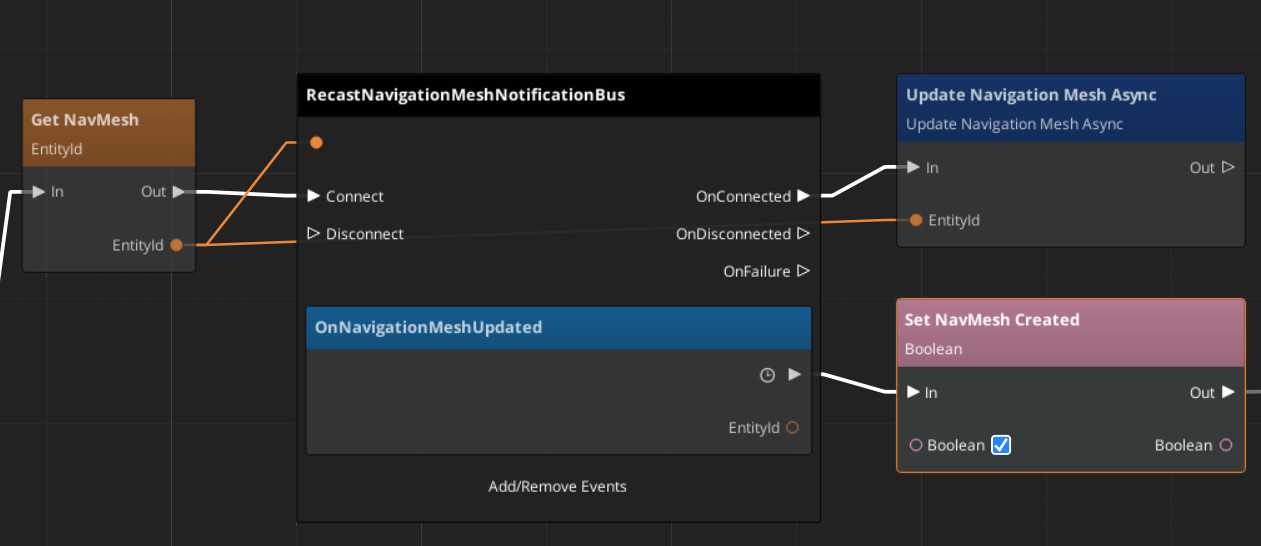 Get NavMesh
EntityId
In
Out
EntityId
RecastNavigationMeshNotificationBus
Connect
OnConnected
Disconnect
OnDisconnected
OnFailure
OnNavigationMeshUpdated
EntityId
Add/Remove Events
Update Navigation Mesh Async
Update Navigation Mesh Async
In
Out
EntityId
Set NavMesh Created
Boolean
In
Out
Boolean
Boolean